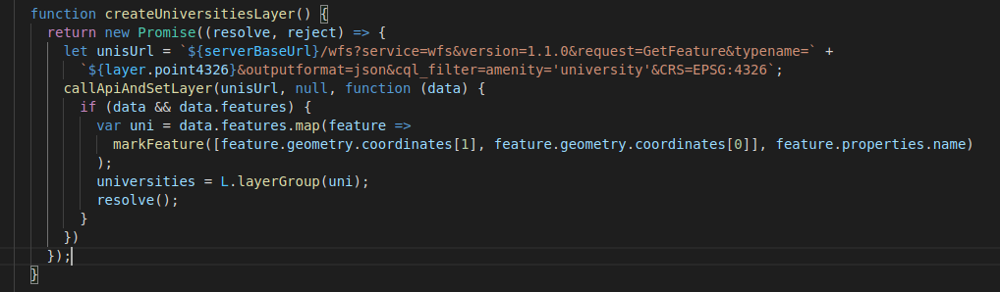 function createUniversitiesLayer() {
return new Promise((resolve, reject) => {
let unisUrl = `${serverBaseUrl}/wfs?service=wfs&version=1.1.0&request=GetFeature&typename=` +
`${layer.point4326}&outputformat=json&cql_filter=amenity='university'&CRS=EPSG:4326`;
callApiAndSetLayer(unisUrl, null, function (data) {
if (data && data.features) {
var uni = data.features.map(feature =>
markFeature([feature.geometry.coordinates[1], feature.geometry.coordinates[0]], feature.properties.name)
);
universities = L.layerGroup(uni);
resolve();
}
})
});
}